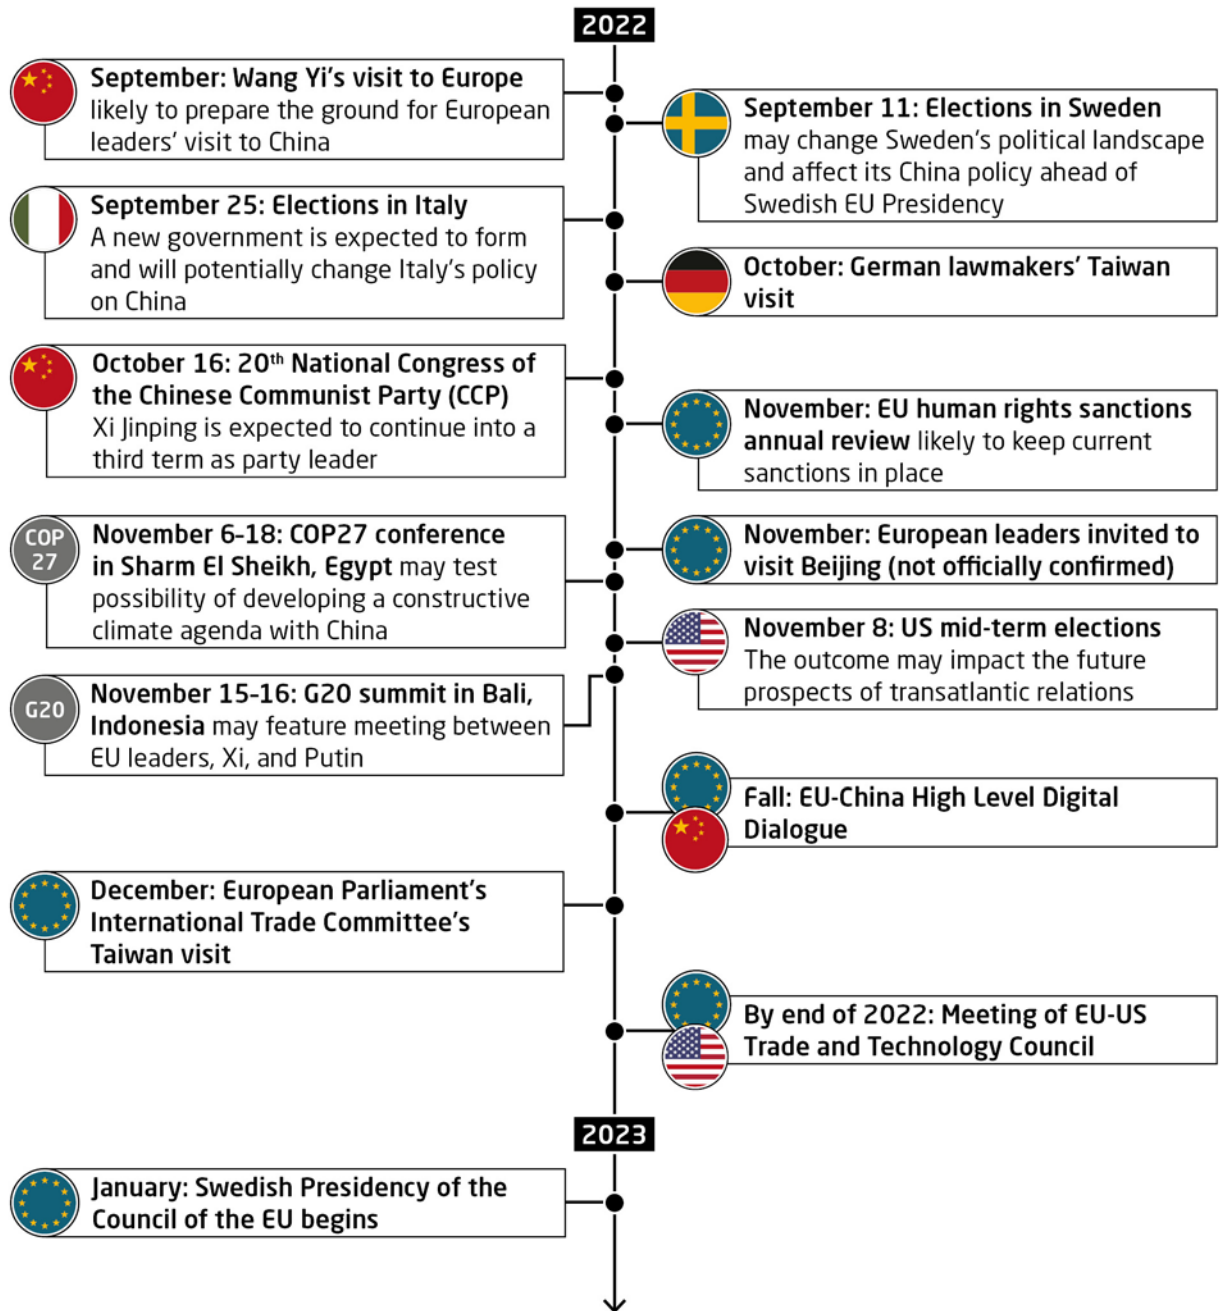 2022
September: Wang Yi's visit to Europe
likely to prepare the ground for European
leaders' visit to China
September 11: Elections in Sweden
may change Sweden's political landscape
and affect its China policy ahead of
Swedish EU Presidency
September 25: Elections in Italy
A new government is expected to form
and will potentially change Italy's policy
on China
October: German lawmakers' Taiwan
visit
October 16: 20th National Congress of
the Chinese Communist Party (CCP)
Xi Jinping is expected to continue into a
third term as party leader
November: EU human rights sanctions
annual review likely to keep current
sanctions in place
COP
27
November 6-18: COP27 conference
in Sharm El Sheikh, Egypt may test
possibility of developing a constructive
climate agenda with China
November: European leaders invited to
visit Beijing (not officially confirmed)
November 8: US mid-term elections
The outcome may impact the future
prospects of transatlantic relations
G20
November 15-16: G20 summit in Bali,
Indonesia may feature meeting between
EU leaders, Xi, and Putin
Fall: EU-China High Level Digital
Dialogue
December: European Parliament's
International Trade Committee's
Taiwan visit
By end of 2022: Meeting of EU-US
Trade and Technology Council
2023
January: Swedish Presidency of the
Council of the EU begins